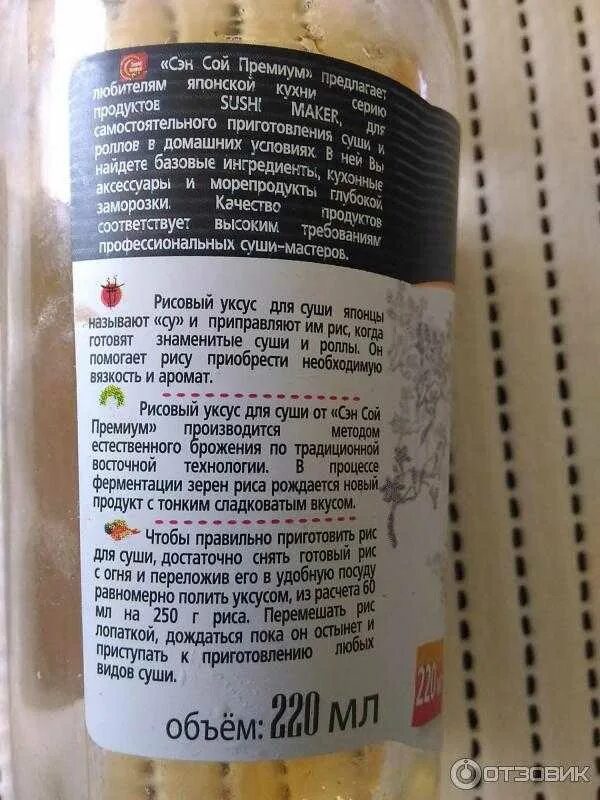 «Сэн Сой Премиум» предлагает
любителям японской кухни серию
продуктов SUSHI MAKER, для
самостоятельного приготовления суши и
роллов в домашних условиях. В ней Вы
найдете базовые ингредиенты, кухонные
аксессуары и морепродукты глубокой
заморозки. Качество продуктов
соответствует высоким требованиям
профессиональных суши-мастеров.
Рисовый уксус для суши японцы
называют «су» и приправляют им рис, когда
готовят знаменитые суши и роллы. Он
помогает рису приобрести необходимую
вязкость и аромат.
Рисовый уксус для суши от «Сэн Сой
Премиум» производится методом
естественного брожения по традиционной
восточной технологии. В процессе
ферментации зерен риса рождается новый
продукт с тонким сладковатым вкусом.
Чтобы правильно приготовить рис
для суши, достаточно снять готовый рис
с огня и переложив его в удобную посуду
равномерно полить уксусом, из расчета 60
мл на 250 г риса. Перемешать рис
лопаткой, дождаться пока он остынет и
приступать к приготовлению любых
видов суши.
объём: 220 мл
220
ОТЗОВИК